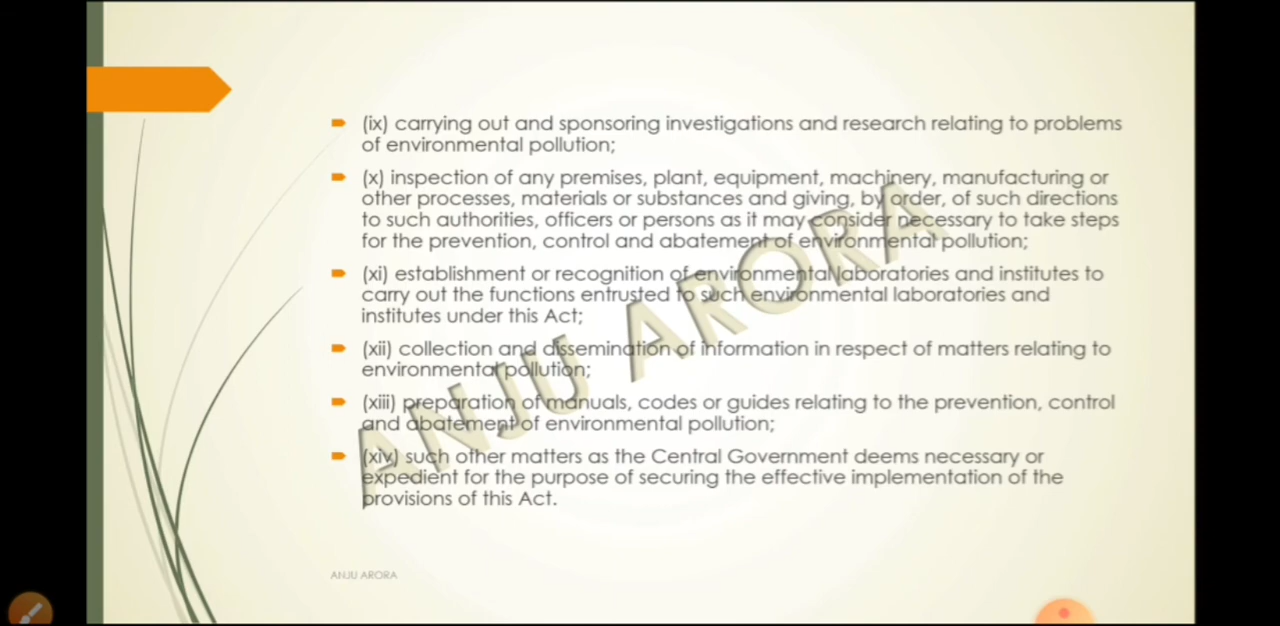 (ix) carrying out and sponsoring investigations and research relating to problems
of environmental pollution;
(x) inspection of any premises, plant, equipment, machinery, manufacturing or
other processes, materials or substances and giving, by order, of such directions
to such authorities, officers or persons as it may consider necessary to take steps
for the prevention, control and abatement of environmental pollution;
(xi) establishment or recognition of environmental laboratories and institutes to
carry out the functions entrusted to such environmental laboratories and
institutes under this Act;
(xii) collection and dissemination of information in respect of matters relating to
environmental pollution;
(xiii) preparation of manuals, codes or guides relating to the prevention, control
and abatement of environmental pollution;
(xiv) such other matters as the Central Government deems necessary or
expedient for the purpose of securing the effective implementation of the
provisions of this Act.
ANJU ARORA
ANJU ARORA